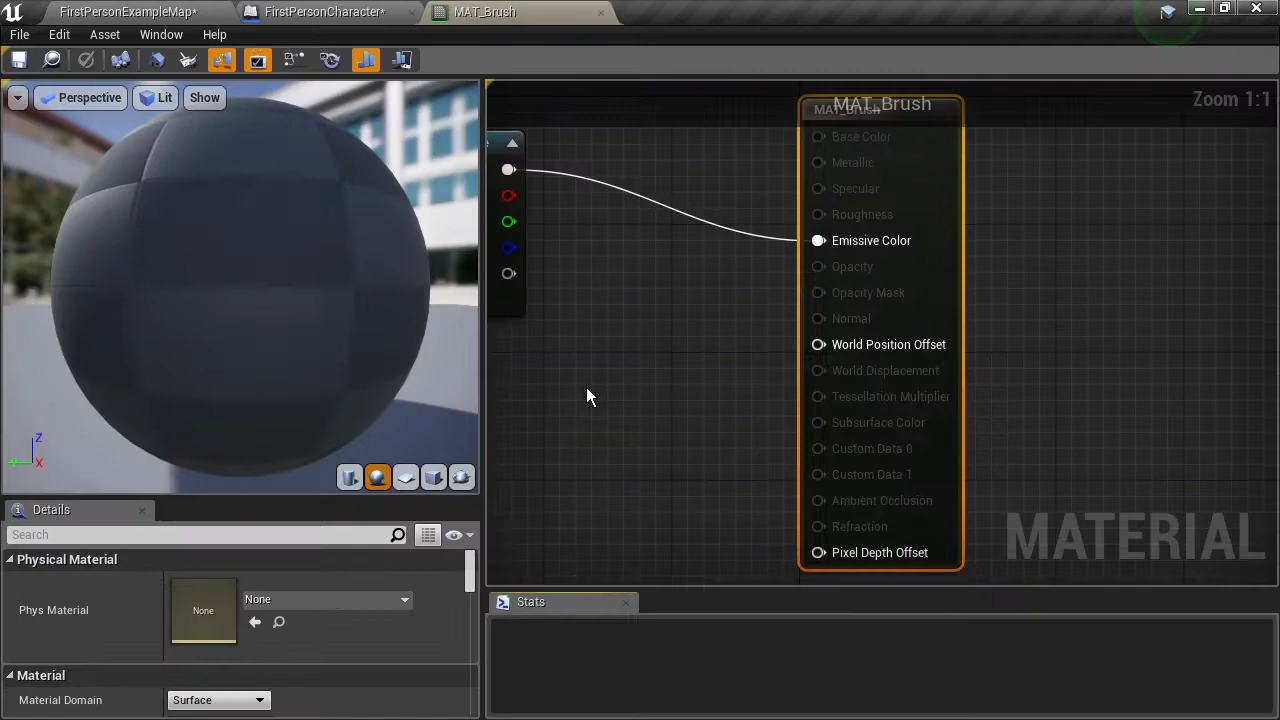 FirstPersonExampleMap*
FirstPersonCharacter*
MAT_Brush
File Edit Asset Window Help
Perspective Lit Show
Zoom 1:1
MAT_Brush
MAT_Brush
Base Color
Metallic
Specular
Roughness
Emissive Color
Opacity
Opacity Mask
Normal
World Position Offset
World Displacement
Tessellation Multiplier
Subsurface Color
Custom Data 0
Custom Data 1
Ambient Occlusion
Refraction
Pixel Depth Offset
MATERIAL
Z
X
Details
Search
Physical Material
Phys Material
None
None
Material
Material Domain
Surface
Stats